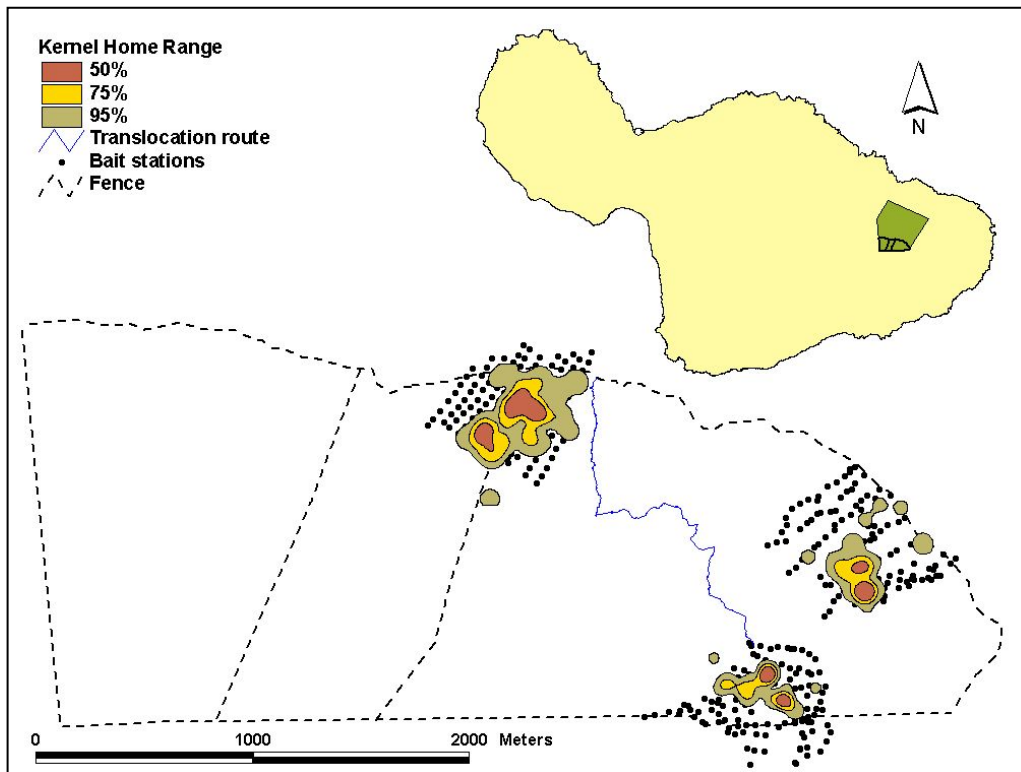 Kernel Home Range
50%
75%
95%
Translocation route
Bait stations
Fence
N
0 1000 2000 Meters